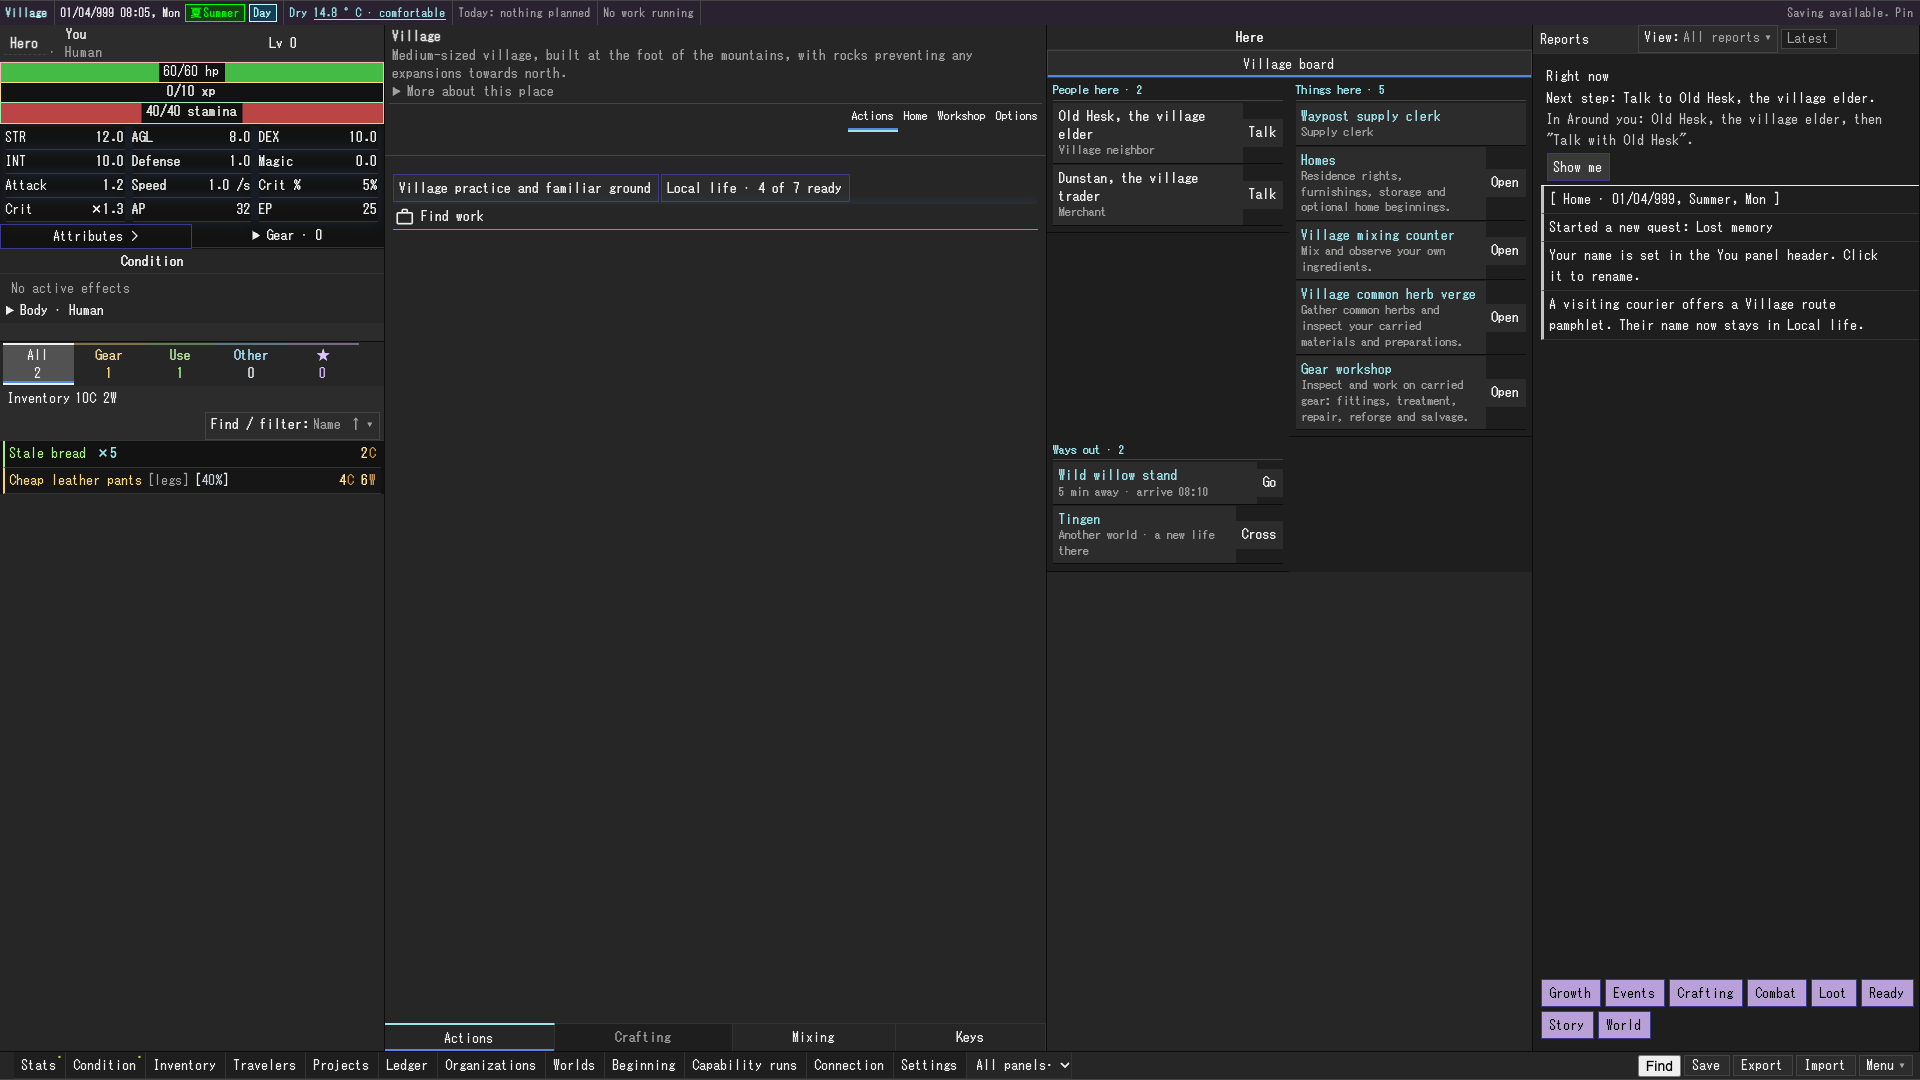 Village 01/04/999 08:05, Mon 夏Summer Day Dry 14.8 ° C · comfortable Today: nothing planned No work running Saving available. Pin
Hero · You Human Lv 0
60/60 hp
0/10 xp
40/40 stamina
STR 12.0 AGL 8.0 DEX 10.0
INT 10.0 Defense 1.0 Magic 0.0
Attack 1.2 Speed 1.0 /s Crit % 5%
Crit ×1.3 AP 32 EP 25
Attributes > ▶ Gear · 0
Condition
No active effects
▶ Body · Human
All Gear Use Other ★
2 1 1 0 0
Inventory 10C 2W
Find / filter: Name ↑ ▾
Stale bread ×5 2C
Cheap leather pants [legs] [40%] 4C 6W
Village
Medium-sized village, built at the foot of the mountains, with rocks preventing any
expansions towards north.
▶ More about this place
Actions Home Workshop Options
Village practice and familiar ground Local life · 4 of 7 ready
Find work
Actions Crafting Mixing Keys
Here
Village board
People here · 2
Old Hesk, the village
elder
Village neighbor
Talk
Dunstan, the village
trader
Merchant
Talk
Things here · 5
Waypost supply clerk
Supply clerk
Homes
Residence rights,
furnishings, storage and
optional home beginnings.
Open
Village mixing counter
Mix and observe your own
ingredients.
Open
Village common herb verge
Gather common herbs and
inspect your carried
materials and preparations.
Open
Gear workshop
Inspect and work on carried
gear: fittings, treatment,
repair, reforge and salvage.
Open
Ways out · 2
Wild willow stand
5 min away · arrive 08:10
Go
Tingen
Another world · a new life
there
Cross
Reports View: All reports ▾ Latest
Right now
Next step: Talk to Old Hesk, the village elder.
In Around you: Old Hesk, the village elder, then
"Talk with Old Hesk".
Show me
[ Home · 01/04/999, Summer, Mon ]
Started a new quest: Lost memory
Your name is set in the You panel header. Click
it to rename.
A visiting courier offers a Village route
pamphlet. Their name now stays in Local life.
Growth Events Crafting Combat Loot Ready
Story World
Stats Condition Inventory Travelers Projects Ledger Organizations Worlds Beginning Capability runs Connection Settings All panels· Find Save Export Import Menu ▾